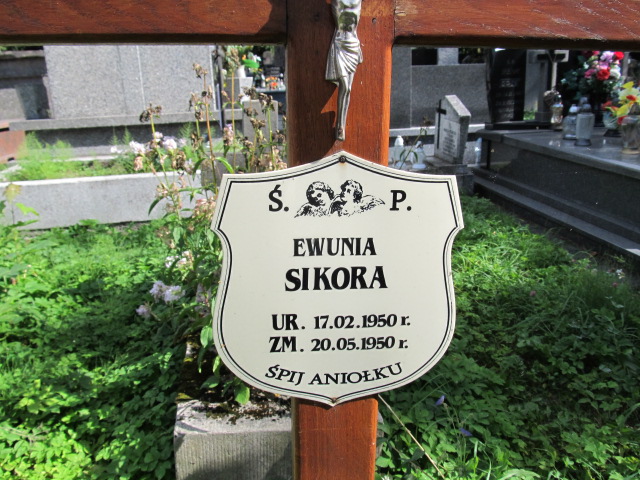 Ś. P.
EWUNIA
SIKORA
UR. 17.02.1950 r.
ZM. 20.05.1950 r.
ŚPIJ ANIOŁKU